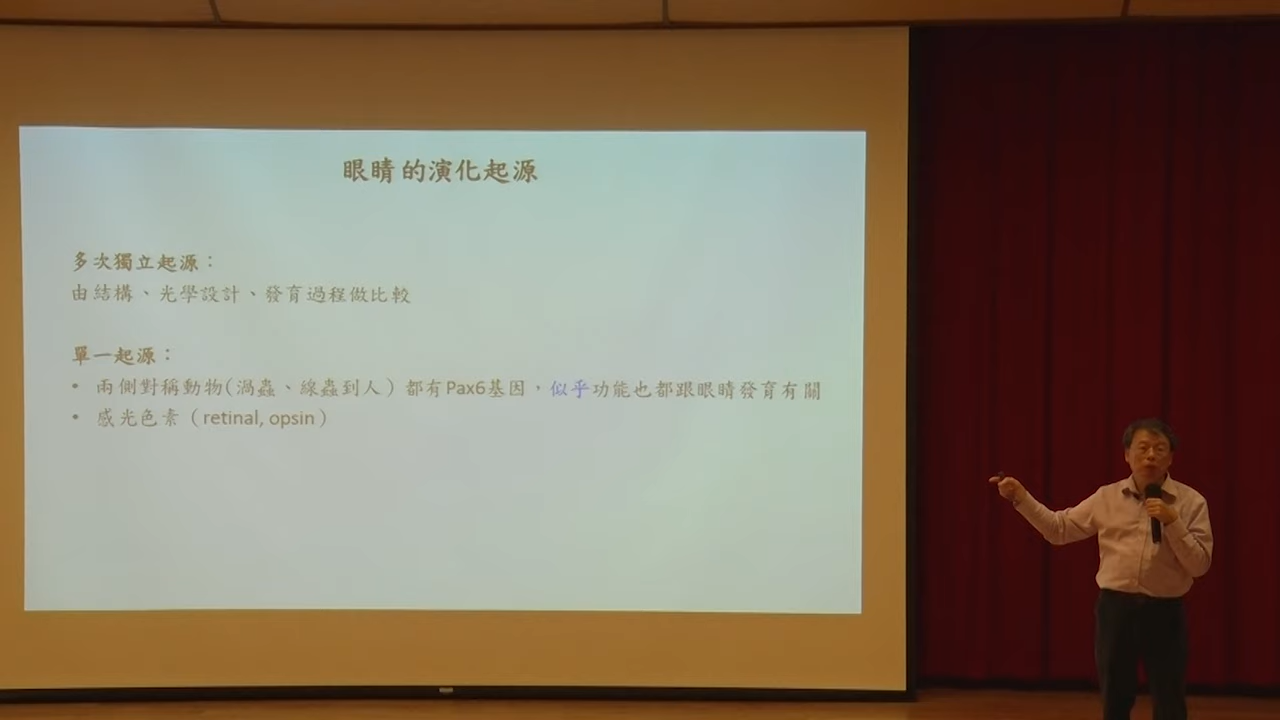 眼睛的演化起源
多次獨立起源：
由結構、光學設計、發育過程做比較
單一起源：
• 兩側對稱動物(渦蟲、線蟲到人）都有Pax6基因，似乎功能也都跟眼睛發育有關
• 感光色素（retinal, opsin）